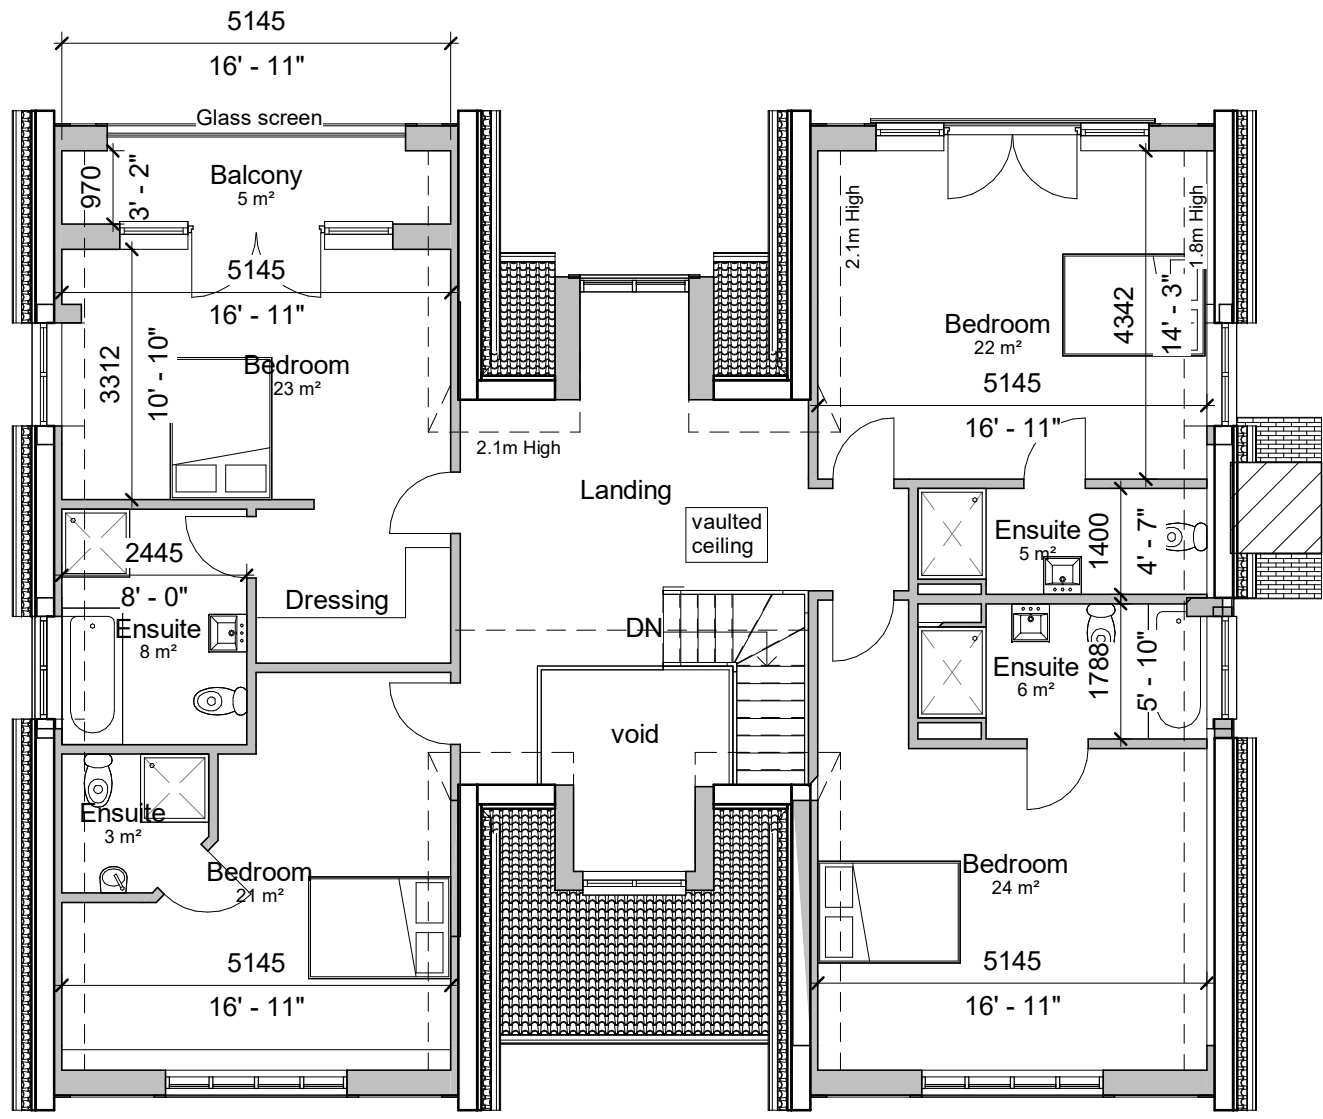 5145
16' - 11"
Glass screen
970
3' - 2"
Balcony
5 m²
5145
16' - 11"
3312
10' - 10"
Bedroom
23 m²
2.1m High
2.1m High
1.8m High
4342
14' - 3"
Bedroom
22 m²
5145
16' - 11"
Landing
vaulted
ceiling
2445
8' - 0"
Ensuite
8 m²
Dressing
DN
void
Ensuite
5 m²
1400
4' - 7"
Ensuite
6 m²
1788
5' - 10"
Ensuite
3 m²
Bedroom
21 m²
5145
16' - 11"
Bedroom
24 m²
5145
16' - 11"